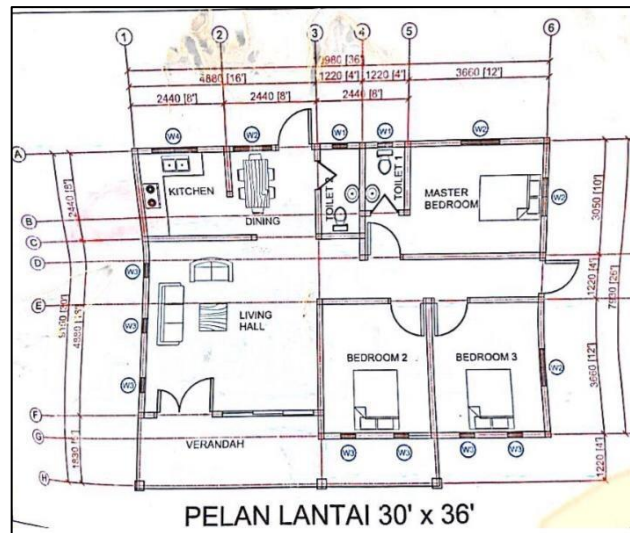 1 2 3 4 5 6
4880 [16']
1220 [4'] 1220 [4'] 3660 [12']
2440 [8'] 2440 [8'] 2440 [8']
W4 W2 W1 W1 W2
A
KITCHEN
DINING
TOILET 2
TOILET 1
MASTER
BEDROOM
W2
2440 [8']
3050 [10']
B
C
D
W3
1220 [4']
E
LIVING
HALL
W3
4880 [16']
BEDROOM 2
BEDROOM 3
W2
3660 [12']
W3
F
G
VERANDAH
W3 W3 W3 W3
1220 [4']
H
PELAN LANTAI 30' x 36'